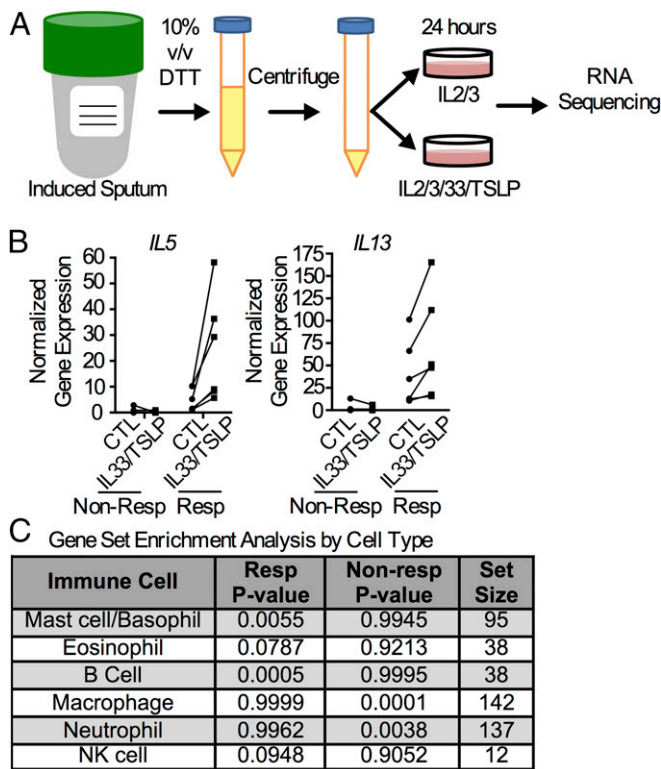 A
10%
v/v
DTT
Centrifuge
24 hours
IL2/3
RNA
Sequencing
Induced Sputum
IL2/3/33/TSLP
B
IL5
Normalized
Gene Expression
60
50
40
30
20
10
0
CTL
IL33/TSLP
CTL
IL33/TSLP
Non-Resp
Resp
IL13
Normalized
Gene Expression
175
150
125
100
75
50
25
0
CTL
IL33/TSLP
CTL
IL33/TSLP
Non-Resp
Resp
C
Gene Set Enrichment Analysis by Cell Type
Immune Cell Resp P-value Non-resp P-value Set Size
Mast cell/Basophil 0.0055 0.9945 95
Eosinophil 0.0787 0.9213 38
B Cell 0.0005 0.9995 38
Macrophage 0.9999 0.0001 142
Neutrophil 0.9962 0.0038 137
NK cell 0.0948 0.9052 12